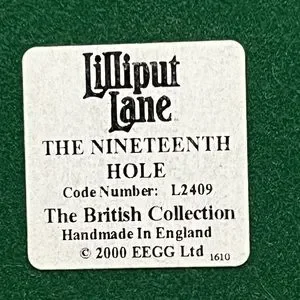 Lilliput
Lane
THE NINETEENTH
HOLE
Code Number: L2409
The British Collection
Handmade In England
© 2000 EEGG Ltd 1610